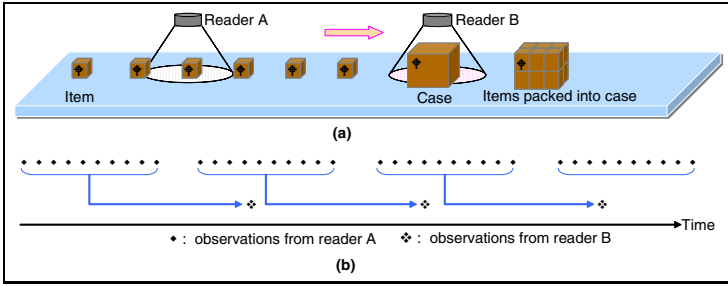 Reader A
Reader B
Item
Case
Items packed into case
(a)
Time
: observations from reader A
: observations from reader B
(b)